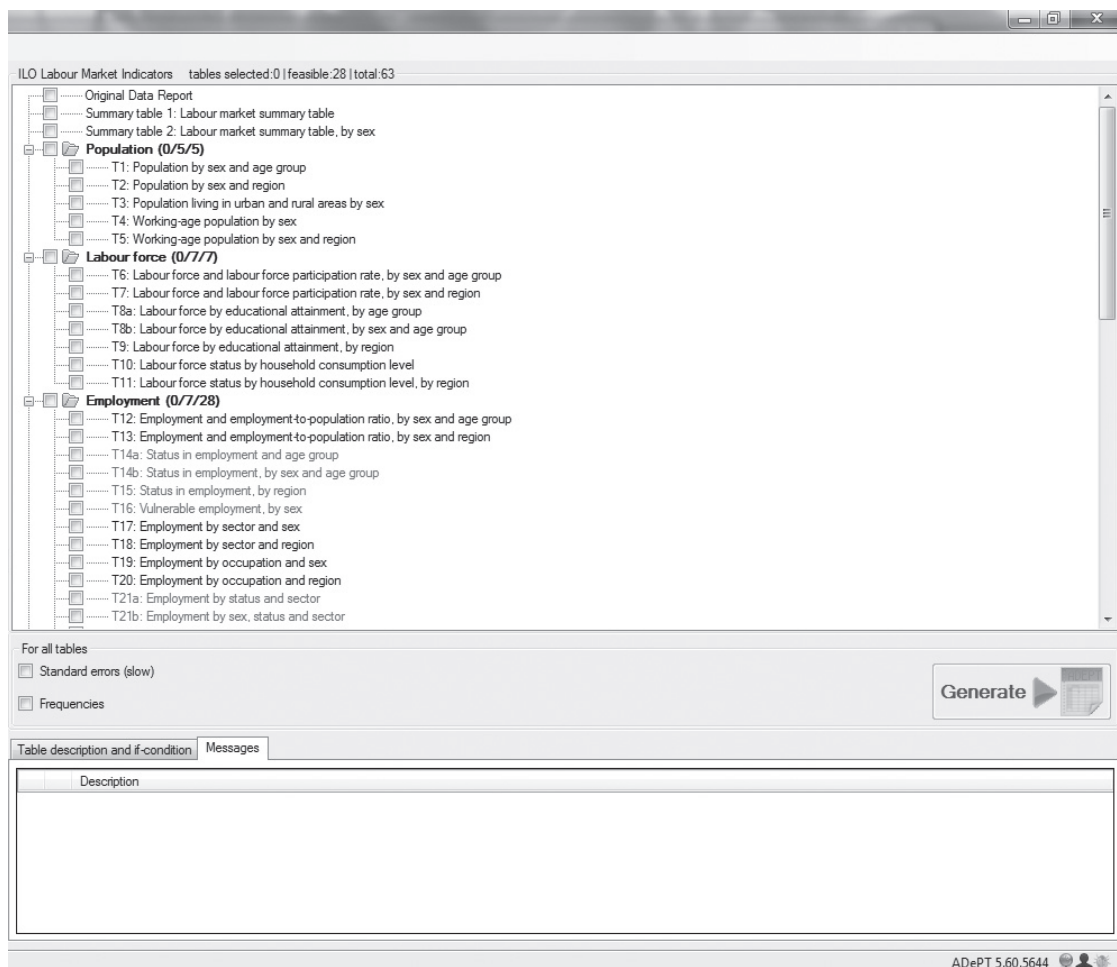 ILO Labour Market Indicators tables selected:0 | feasible:28 | total:63
Original Data Report
Summary table 1: Labour market summary table
Summary table 2: Labour market summary table, by sex
Population (0/5/5)
T1: Population by sex and age group
T2: Population by sex and region
T3: Population living in urban and rural areas by sex
T4: Working-age population by sex
T5: Working-age population by sex and region
Labour force (0/7/7)
T6: Labour force and labour force participation rate, by sex and age group
T7: Labour force and labour force participation rate, by sex and region
T8a: Labour force by educational attainment, by age group
T8b: Labour force by educational attainment, by sex and age group
T9: Labour force by educational attainment, by region
T10: Labour force status by household consumption level
T11: Labour force status by household consumption level, by region
Employment (0/7/28)
T12: Employment and employment-to-population ratio, by sex and age group
T13: Employment and employment-to-population ratio, by sex and region
T14a: Status in employment and age group
T14b: Status in employment, by sex and age group
T15: Status in employment, by region
T16: Vulnerable employment, by sex
T17: Employment by sector and sex
T18: Employment by sector and region
T19: Employment by occupation and sex
T20: Employment by occupation and region
T21a: Employment by status and sector
T21b: Employment by sex, status and sector
For all tables
Standard errors (slow)
Frequencies
Generate
ADEPT
Table description and if-condition Messages
Description
ADePT 5.60.5644